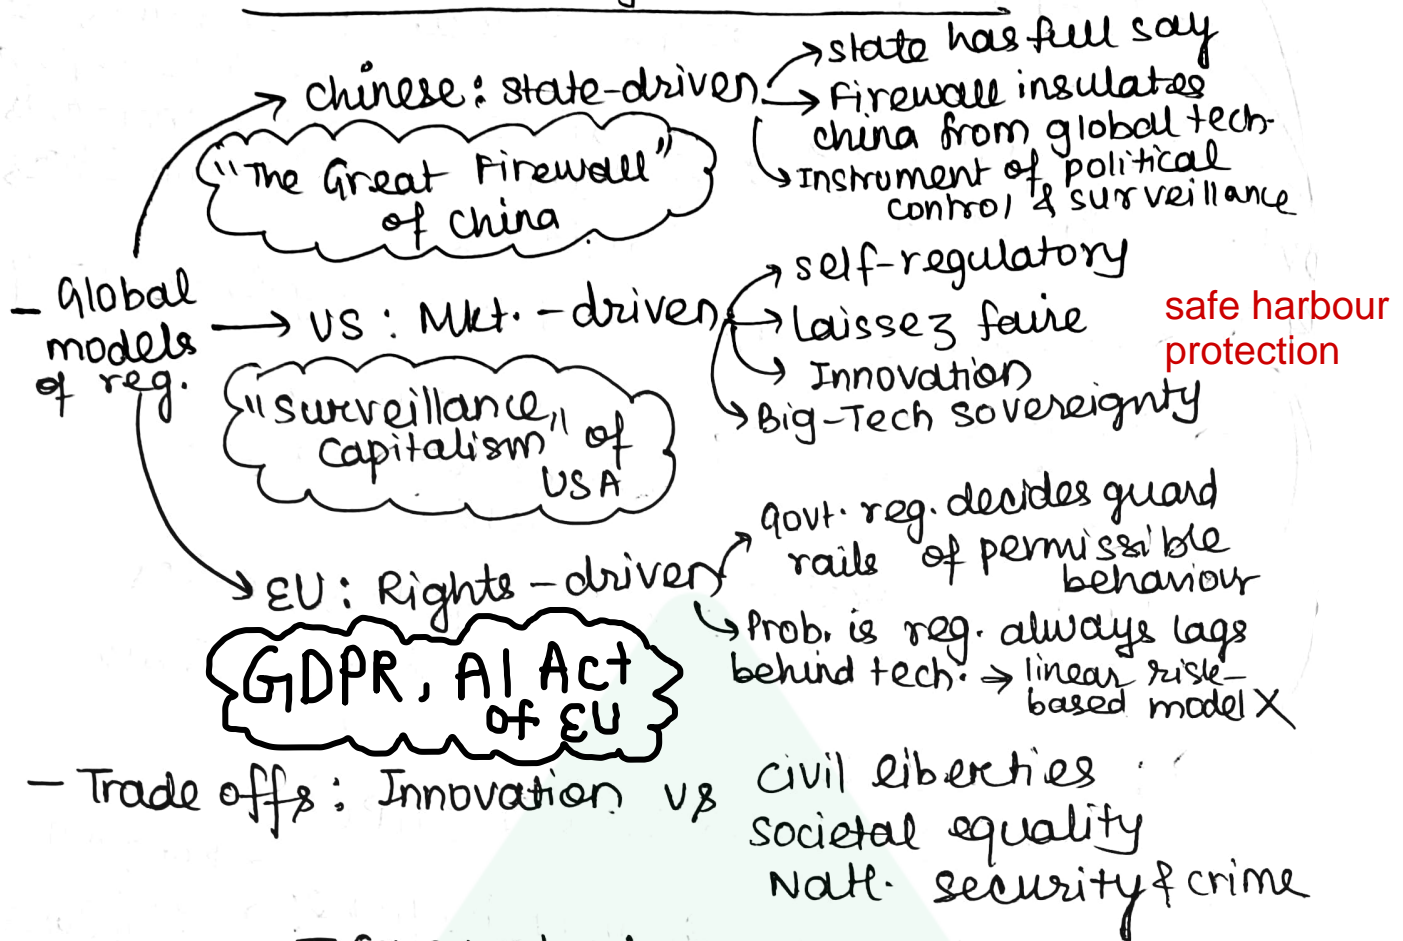 state has full say
chinese: state-driven
Firewall insulates
china from global tech.
Instrument of political
control & surveillance
"The Great Firewall"
of china
- Global
models
of reg.
US : Mkt. - driven
self-regulatory
Laissez faire
Innovation
Big-Tech sovereignty
safe harbour
protection
"Surveillance
capitalism" of
USA
EU : Rights - driven
Govt. reg. decides guard
rails of permissible
behaviour
Prob. is reg. always lags
behind tech. → linear risk-
based model X
GDPR, AI Act
of EU
- Trade offs : Innovation vs
civil liberties
societal equality
Natl. security & crime